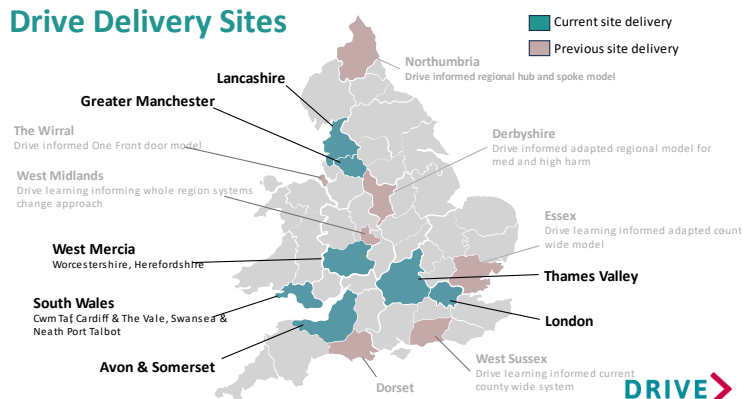 Drive Delivery Sites
Current site delivery
Previous site delivery
Northumbria
Drive informed regional hub and spoke model
Lancashire
Greater Manchester
The Wirral
Drive informed One Front door model
Derbyshire
Drive informed adapted regional model for
med and high harm
West Midlands
Drive learning informing whole region systems
change approach
Essex
Drive learning informed adapted count
wide model
West Mercia
Worcestershire, Herefordshire
Thames Valley
South Wales
Cwm Taf, Cardiff & The Vale, Swansea &
Neath Port Talbot
London
Avon & Somerset
West Sussex
Drive learning informed current
county wide system
Dorset
DRIVE